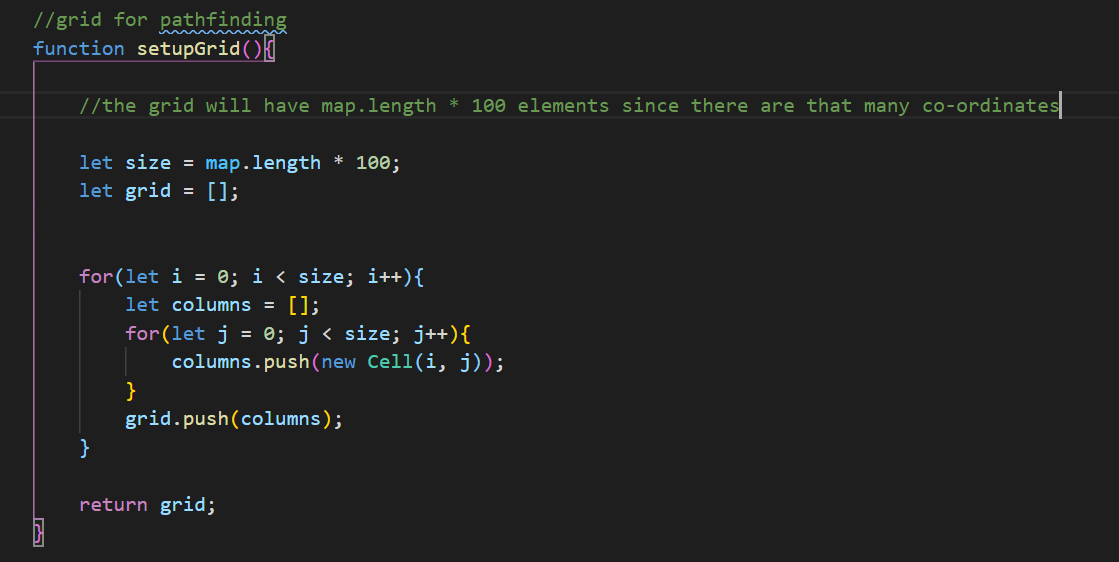 //grid for pathfinding
function setupGrid(){
//the grid will have map.length * 100 elements since there are that many co-ordinates
let size = map.length * 100;
let grid = [];
for(let i = 0; i < size; i++){
let columns = [];
for(let j = 0; j < size; j++){
columns.push(new Cell(i, j));
}
grid.push(columns);
}
return grid;
}